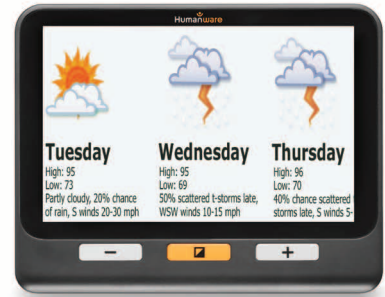 Humanware
Tuesday
High: 95
Low: 73
Partly cloudy, 20% chance
of rain, S winds 20-30 mph
Wednesday
High: 95
Low: 69
50% scattered t-storms late,
WSW winds 10-15 mph
Thursday
High: 96
Low: 70
40% chance scattered
storms late, S winds 5-